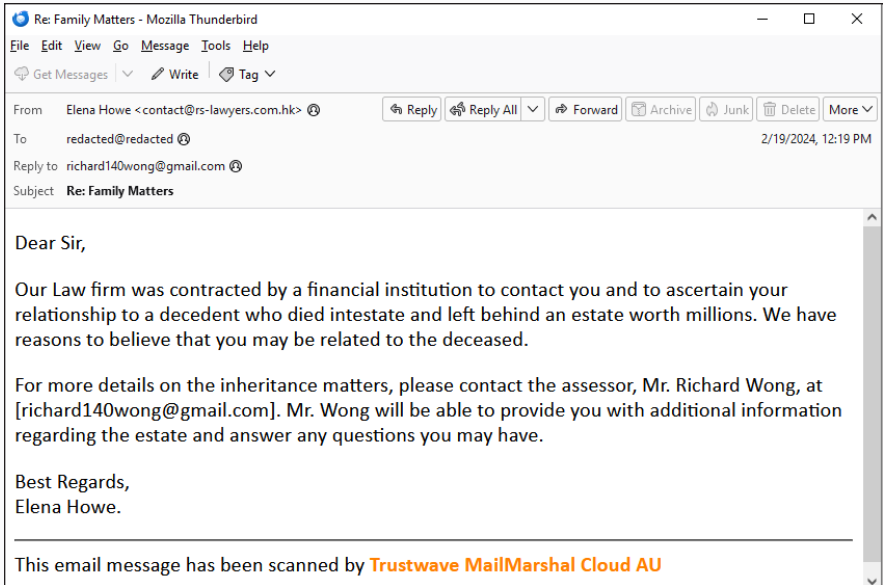 Re: Family Matters - Mozilla Thunderbird
File Edit View Go Message Tools Help
Get Messages Write Tag
From Elena Howe <contact@rs-lawyers.com.hk> Reply Reply All Forward Archive Junk Delete More
To redacted@redacted 2/19/2024, 12:19 PM
Reply to richard140wong@gmail.com
Subject Re: Family Matters
Dear Sir,
Our Law firm was contracted by a financial institution to contact you and to ascertain your
relationship to a decedent who died intestate and left behind an estate worth millions. We have
reasons to believe that you may be related to the deceased.
For more details on the inheritance matters, please contact the assessor, Mr. Richard Wong, at
[richard140wong@gmail.com]. Mr. Wong will be able to provide you with additional information
regarding the estate and answer any questions you may have.
Best Regards,
Elena Howe.
This email message has been scanned by Trustwave MailMarshal Cloud AU